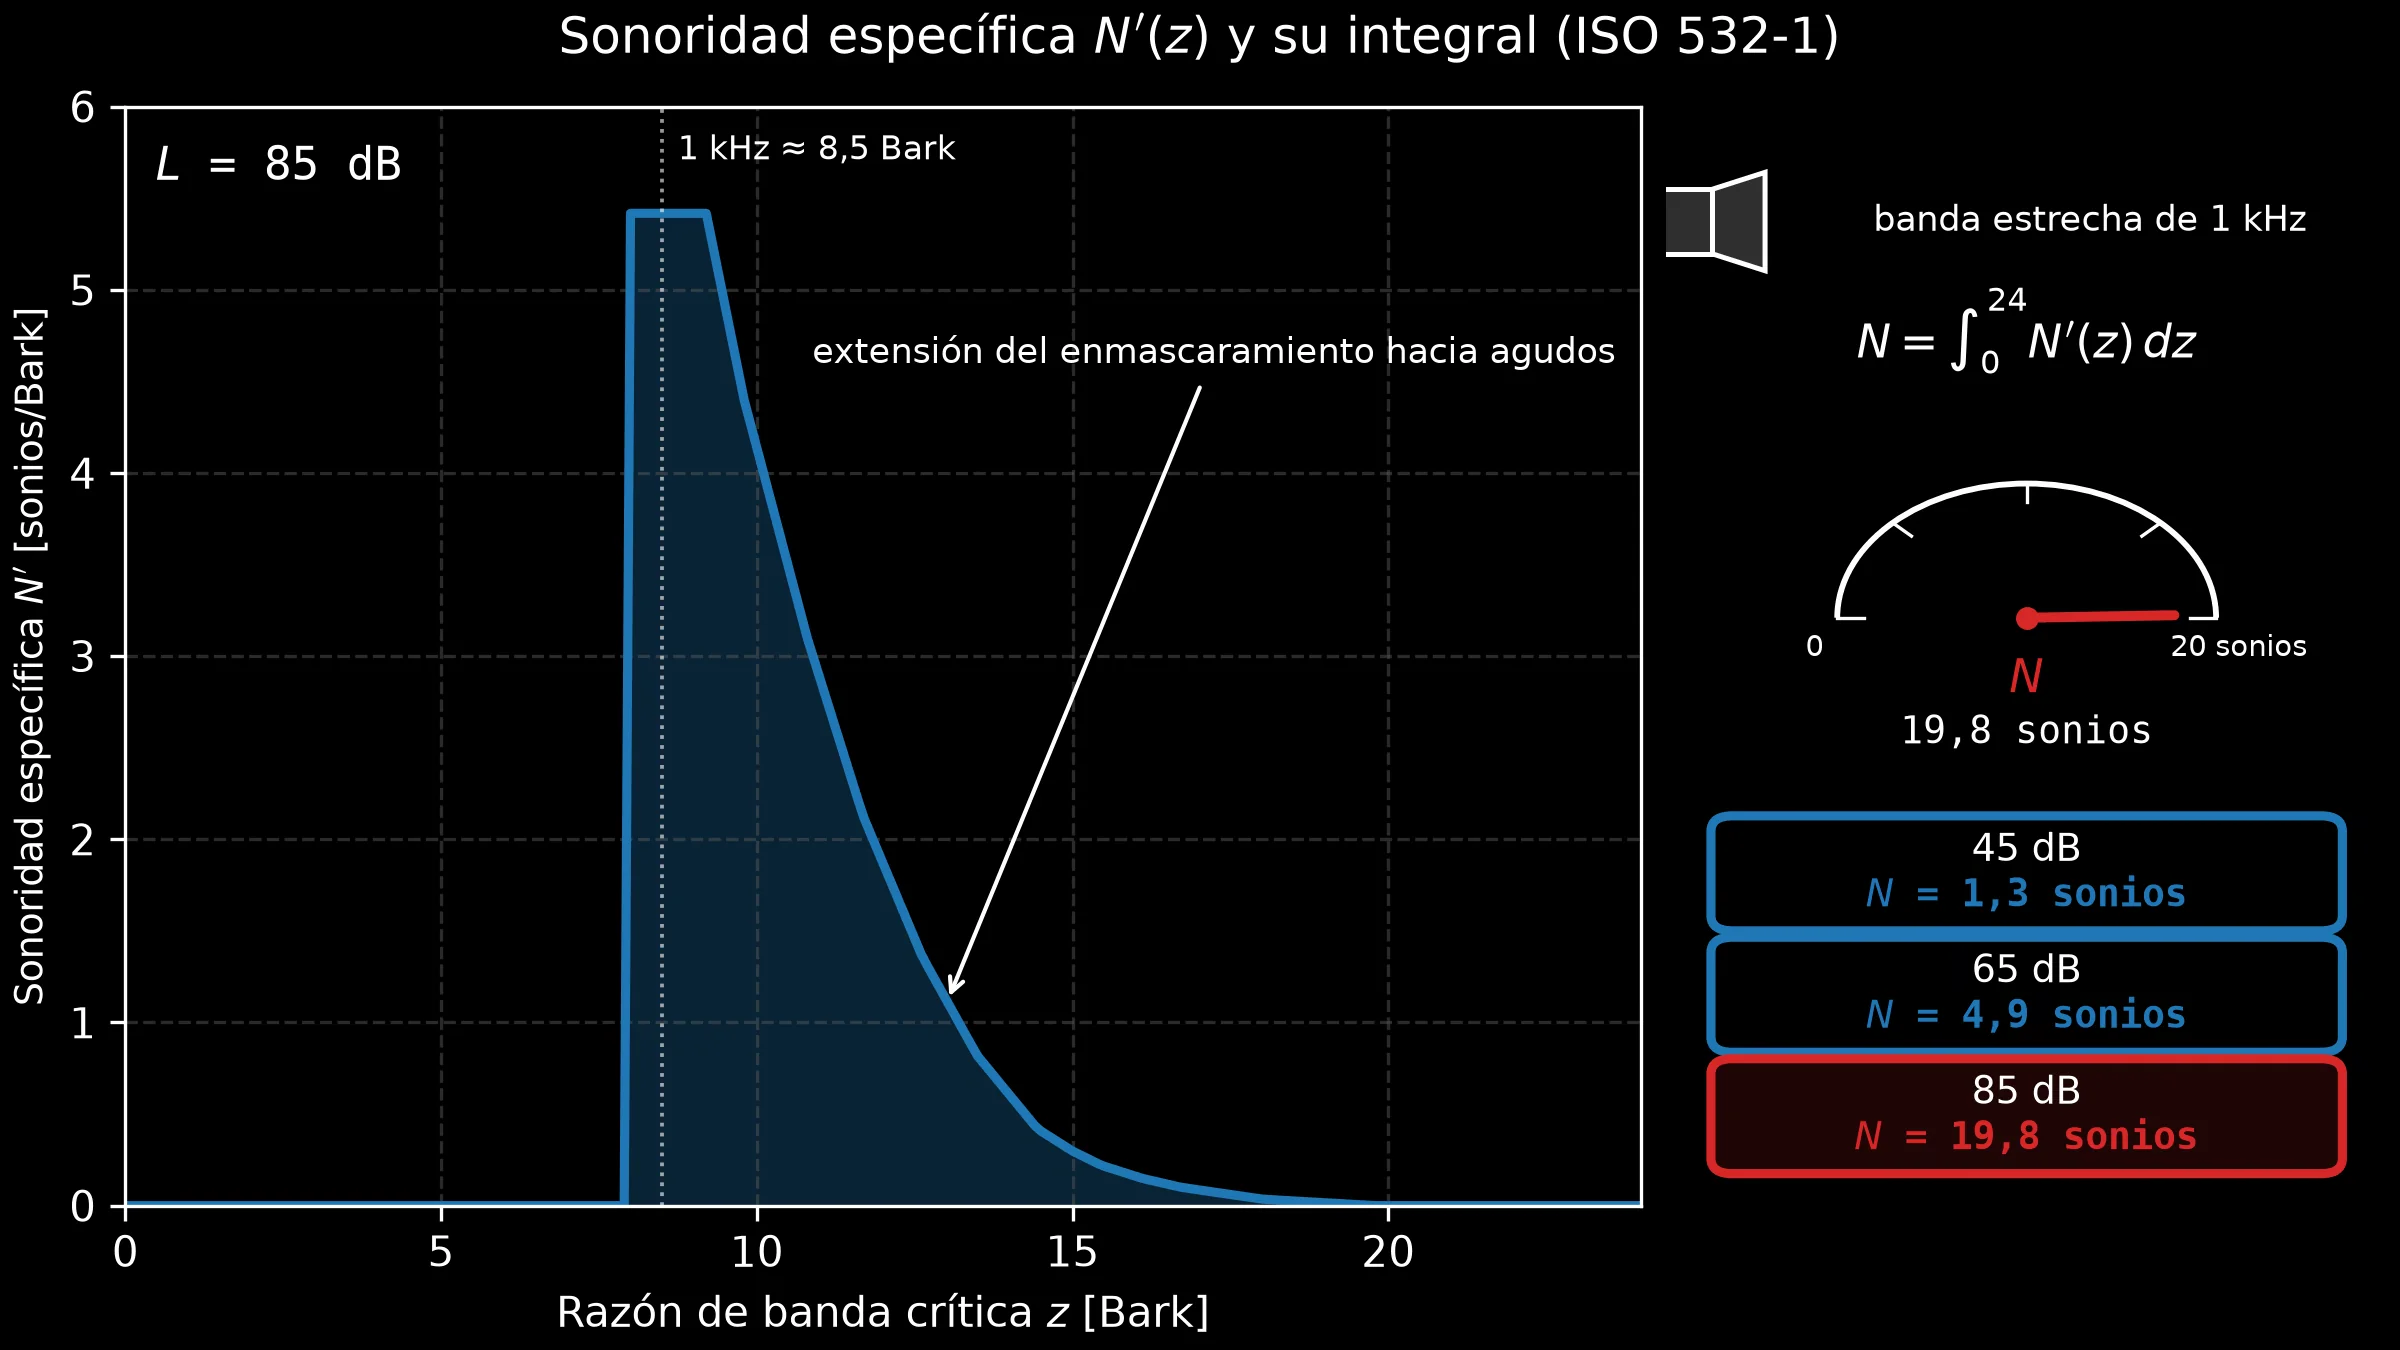 Sonoridad específica N′(z) y su integral (ISO 532-1)
L = 85 dB
1 kHz ≈ 8,5 Bark
extensión del enmascaramiento hacia agudos
6
5
4
3
2
1
0
Sonoridad específica N′ [sonios/Bark]
0 5 10 15 20
Razón de banda crítica z [Bark]
banda estrecha de 1 kHz
N = ∫₀²⁴ N′(z) dz
0 20 sonios
N
19,8 sonios
45 dB
N = 1,3 sonios
65 dB
N = 4,9 sonios
85 dB
N = 19,8 sonios